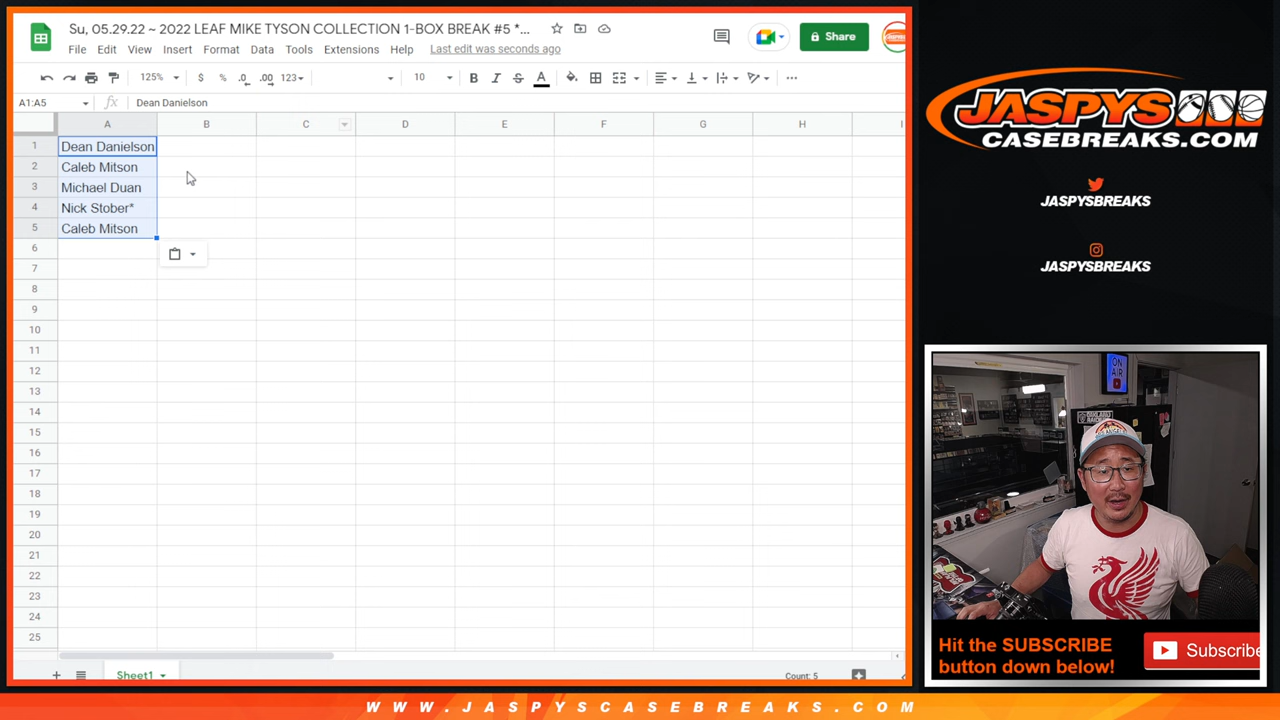 Su, 05.29.22 ~ 2022 LEAF MIKE TYSON COLLECTION 1-BOX BREAK #5 *...
File Edit View Insert Format Data Tools Extensions Help Last edit was seconds ago
Share
125% $ % .0 .00 123 10 B I S A
A1:A5 fx Dean Danielson
A B C D E F G H I
1 Dean Danielson
2 Caleb Mitson
3 Michael Duan
4 Nick Stober*
5 Caleb Mitson
6
7
8
9
10
11
12
13
14
15
16
17
18
19
20
21
22
23
24
25
Sheet1
Count: 5
JASPYS
CASEBREAKS.COM
JASPYSBREAKS
JASPYSBREAKS
ON
AIR
Hit the SUBSCRIBE
button down below!
Subscribe
WWW.JASPYSCASEBREAKS.COM